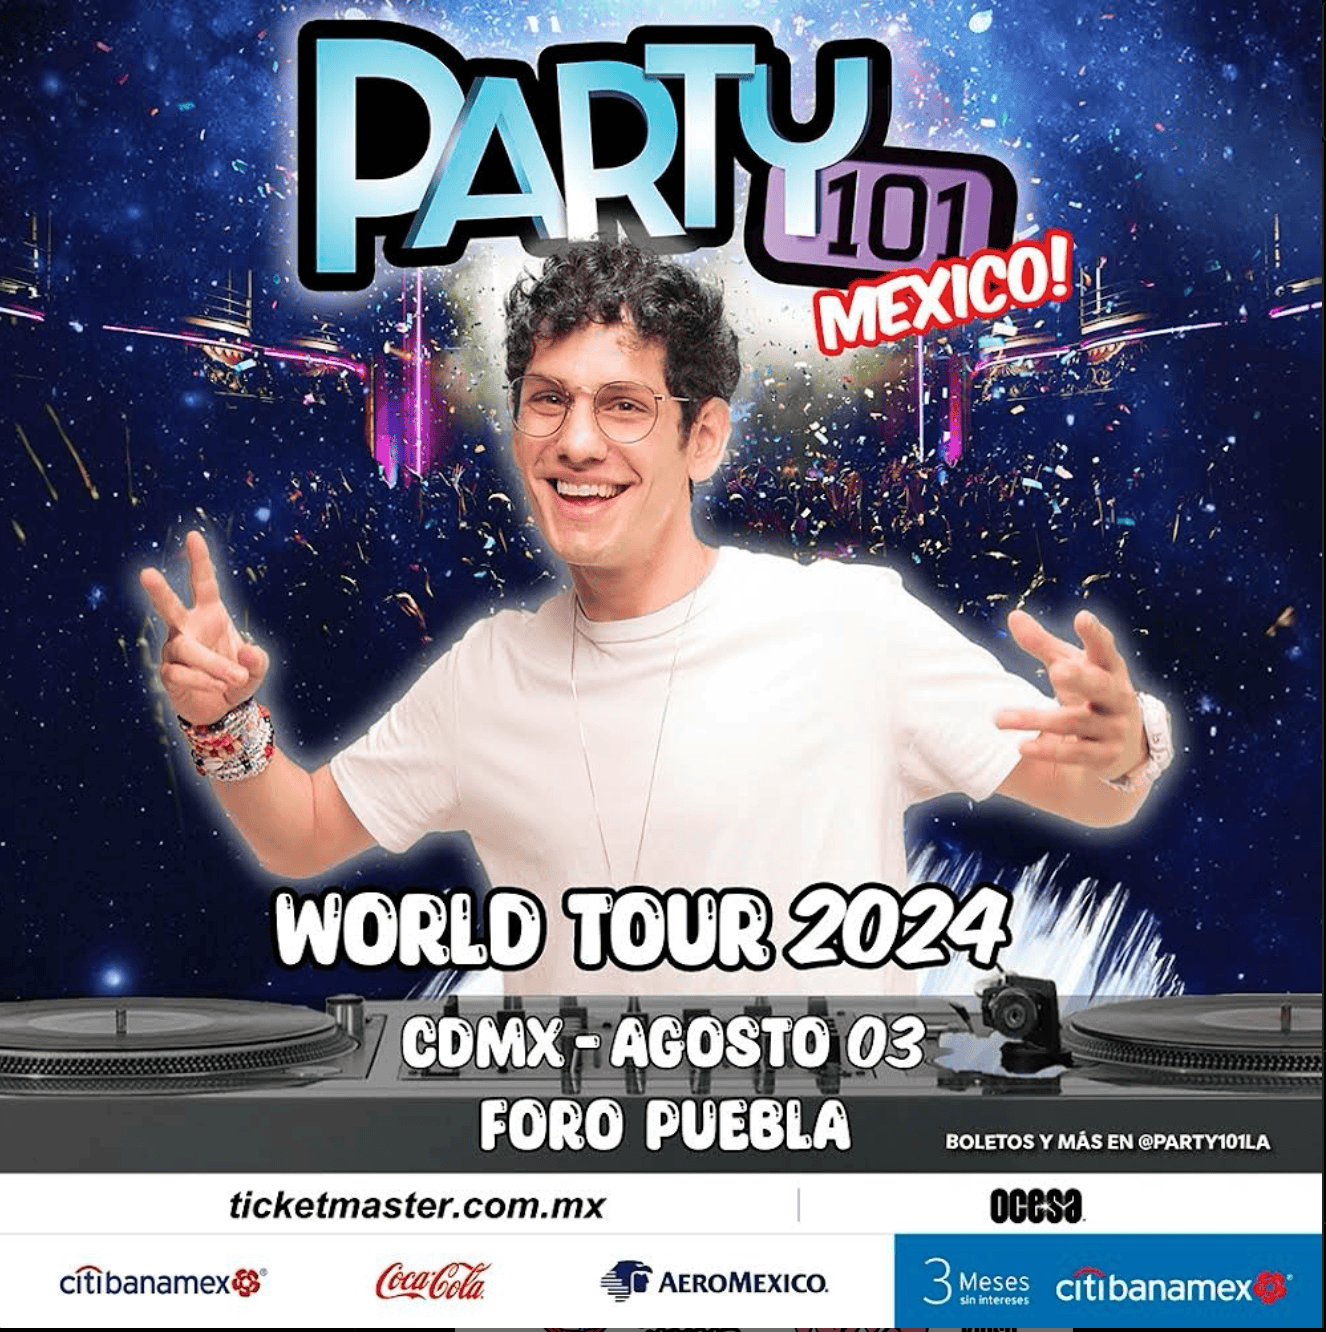 PARTY
101
MEXICO!
WORLD TOUR 2024
CDMX - AGOSTO 03
FORO PUEBLA
BOLETOS Y MÁS EN @PARTY101LA
ticketmaster.com.mx
ocesa
citibanamex
Coca-Cola
AEROMEXICO.
3 Meses
sin intereses
citibanamex